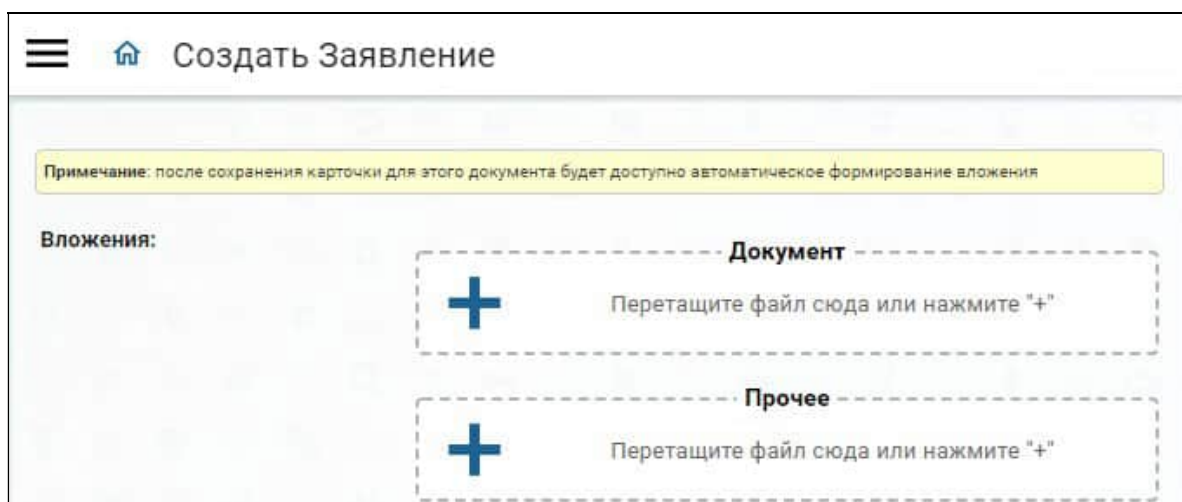 Создать Заявление
Примечание: после сохранения карточки для этого документа будет доступно автоматическое формирование вложения
Вложения:
Документ
Перетащите файл сюда или нажмите "+"
Прочее
Перетащите файл сюда или нажмите "+"